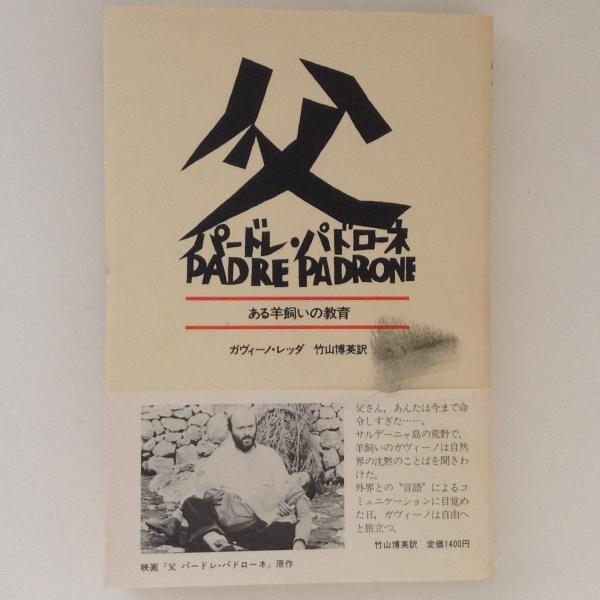 父
パードレ・パドローネ
PADRE PADRONE
ある羊飼いの教育
ガヴィーノ・レッダ 竹山博英訳
父さん，あんたは今まで命
令しすぎた……。
サルデーニャ島の荒野で、
羊飼いのガヴィーノは自然
界の沈黙のことばを聞きわ
けた。
外界との〝言語〟によるコ
ミュニケーションに目覚め
た日，ガヴィーノは自由へ
と旅立つ。
竹山博英訳 定価1400円
映画「父 パードレ・パドローネ」原作